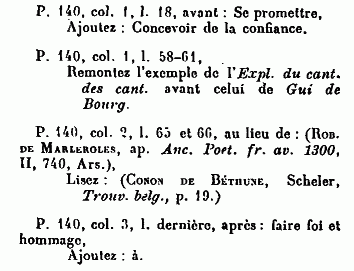 P. 140, col. 1, l. 18, avant : Se promettre,
Ajoutez : Concevoir de la confiance.
P. 140, col. 1, l. 58-61,
Remontez l'exemple de l'Expl. du cant.
des cant. avant celui de Gui de
Bourg.
P. 140, col. 2, l. 65 et 66, au lieu de : (ROB.
DE MARLEROLES, ap. Anc. Poet. fr. av. 1300,
II, 740, Ars.),
Lisez : (CONON DE BÉTHUNE, Scheler,
Trouv. belg., p. 19.)
P. 140, col. 3, l. dernière, après : faire foi et
hommage,
Ajoutez : à.